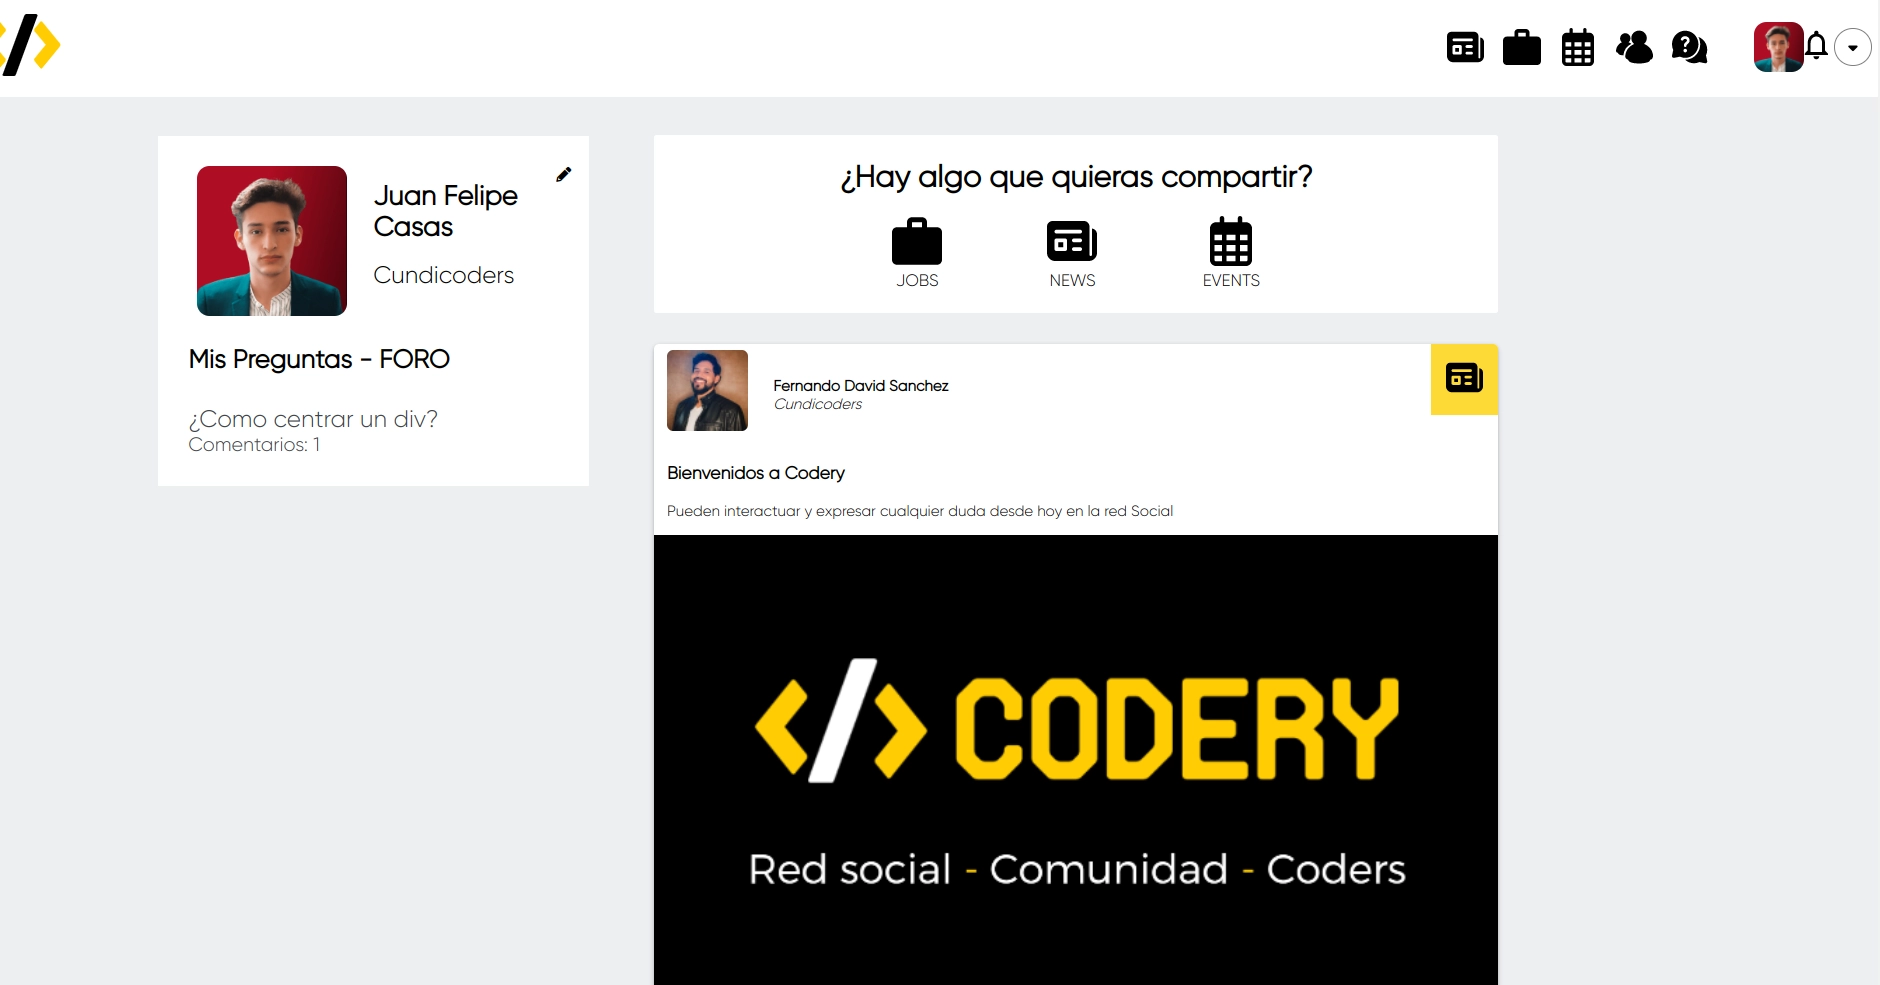 Juan Felipe
Casas
Cundicoders
Mis Preguntas - FORO
¿Como centrar un div?
Comentarios: 1
¿Hay algo que quieras compartir?
JOBS
NEWS
EVENTS
Fernando David Sanchez
Cundicoders
Bienvenidos a Codery
Pueden interactuar y expresar cualquier duda desde hoy en la red Social
</> CODERY
Red social - Comunidad - Coders